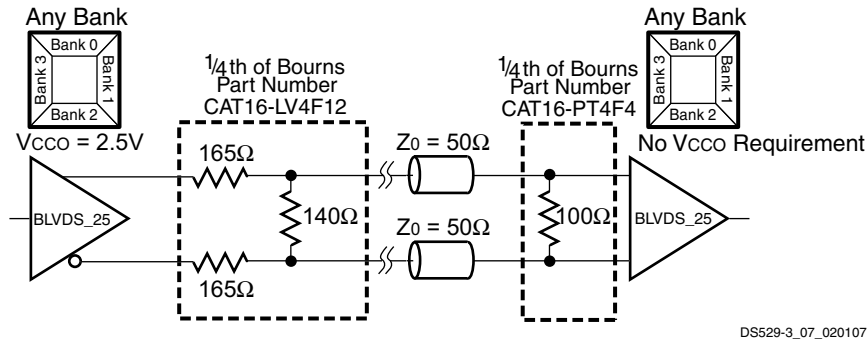 Any Bank
Bank 0
Bank 3
Bank 1
Bank 2
VCCO = 2.5V
1/4th of Bourns
Part Number
CAT16-LV4F12
1/4th of Bourns
Part Number
CAT16-PT4F4
Any Bank
Bank 0
Bank 3
Bank 1
Bank 2
No VCCO Requirement
165Ω
Z0 = 50Ω
BLVDS_25
140Ω
Z0 = 50Ω
100Ω
BLVDS_25
165Ω
DS529-3_07_020107